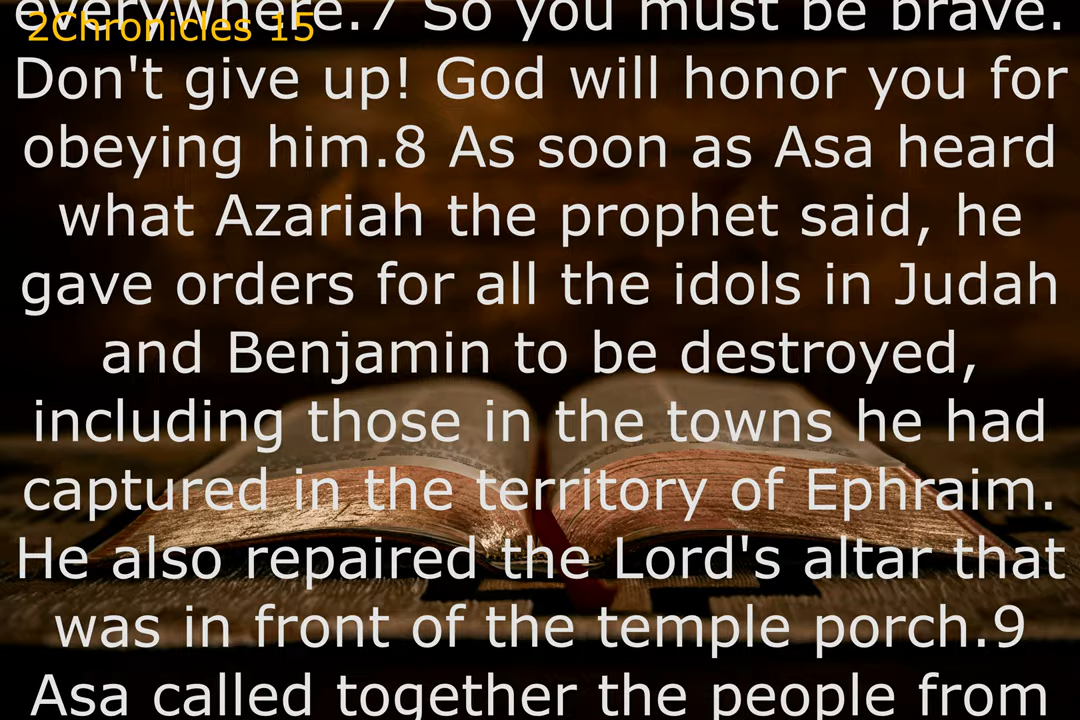 everywhere.7 So you must be brave.
2Chronicles 15
Don't give up! God will honor you for
obeying him.8 As soon as Asa heard
what Azariah the prophet said, he
gave orders for all the idols in Judah
and Benjamin to be destroyed,
including those in the towns he had
captured in the territory of Ephraim.
He also repaired the Lord's altar that
was in front of the temple porch.9
Asa called together the people from